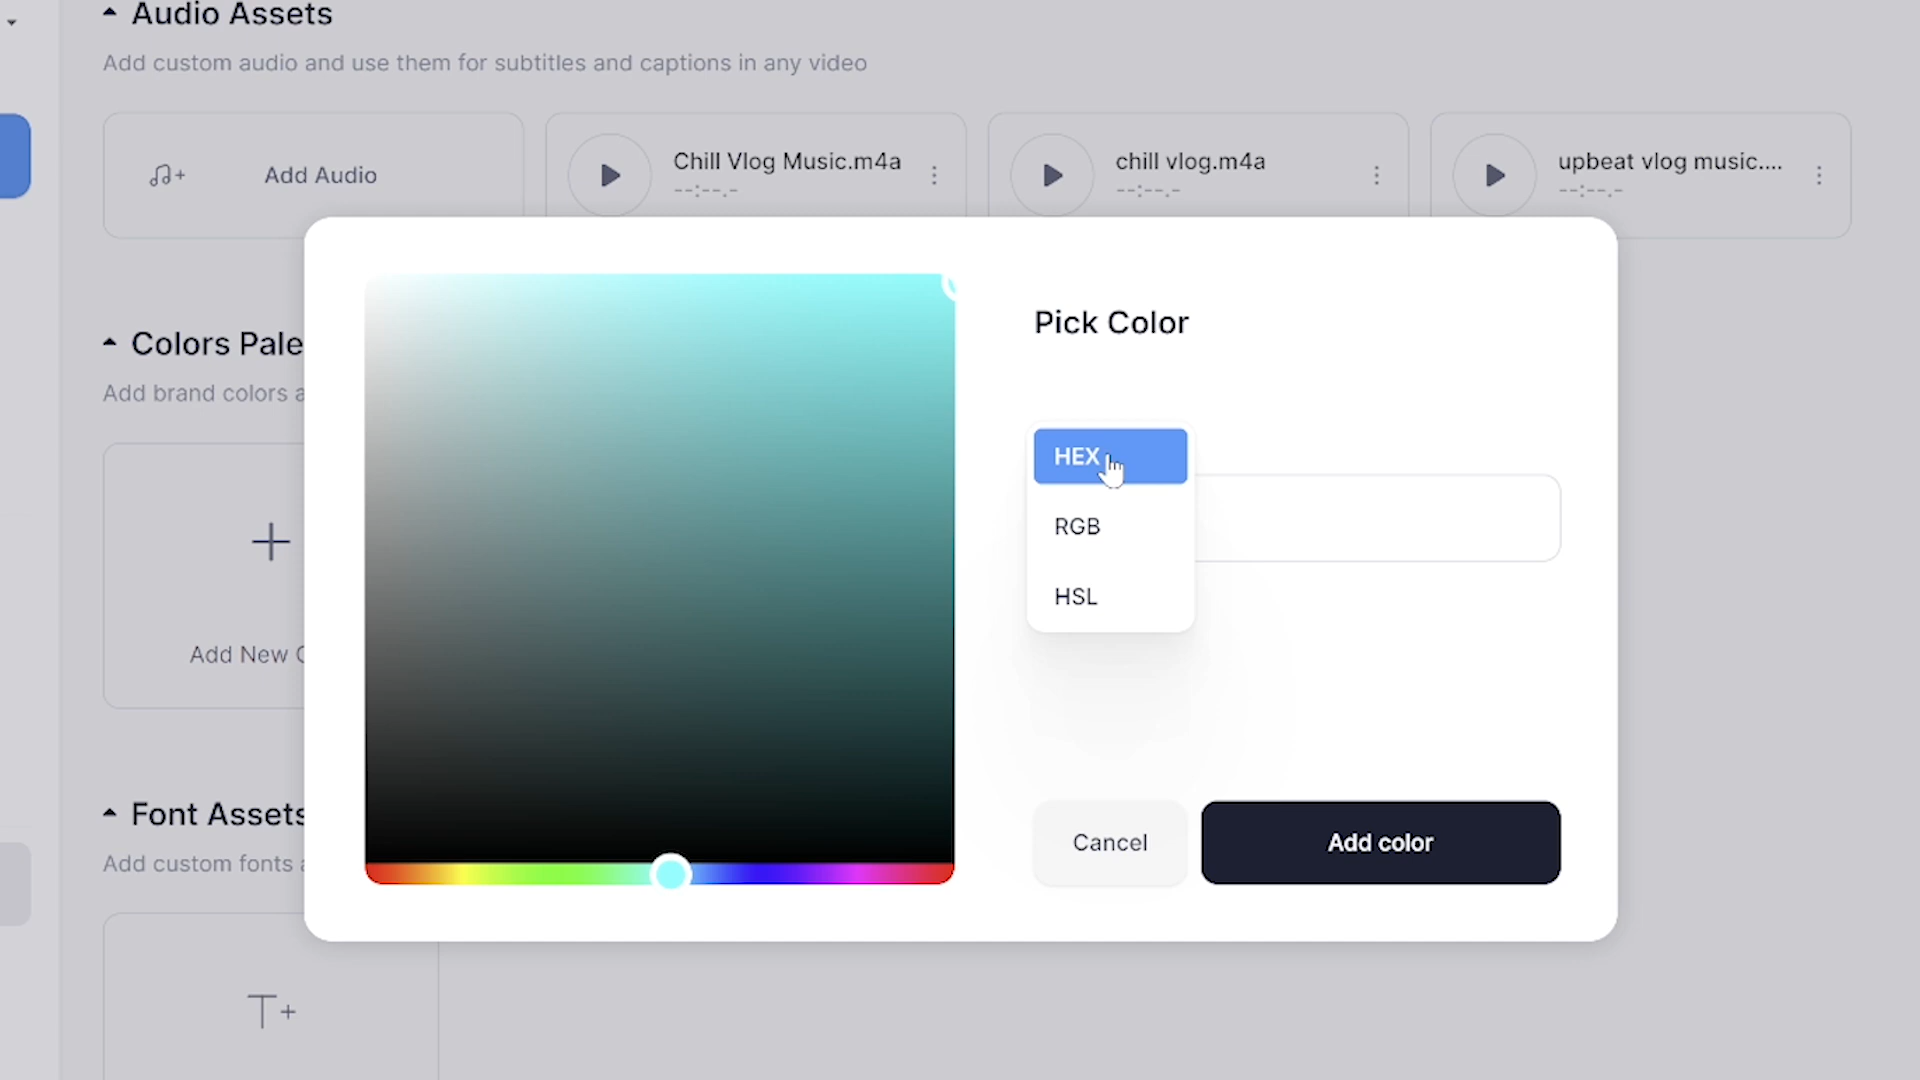 Audio Assets
Add custom audio and use them for subtitles and captions in any video
Add Audio
Chill Vlog Music.m4a
--:--.-
chill vlog.m4a
--:--.-
upbeat vlog music....
--:--.-
Colors Pale
Add brand colors a
Add New C
Font Assets
Add custom fonts a
T+
Pick Color
HEX
RGB
HSL
Cancel
Add color